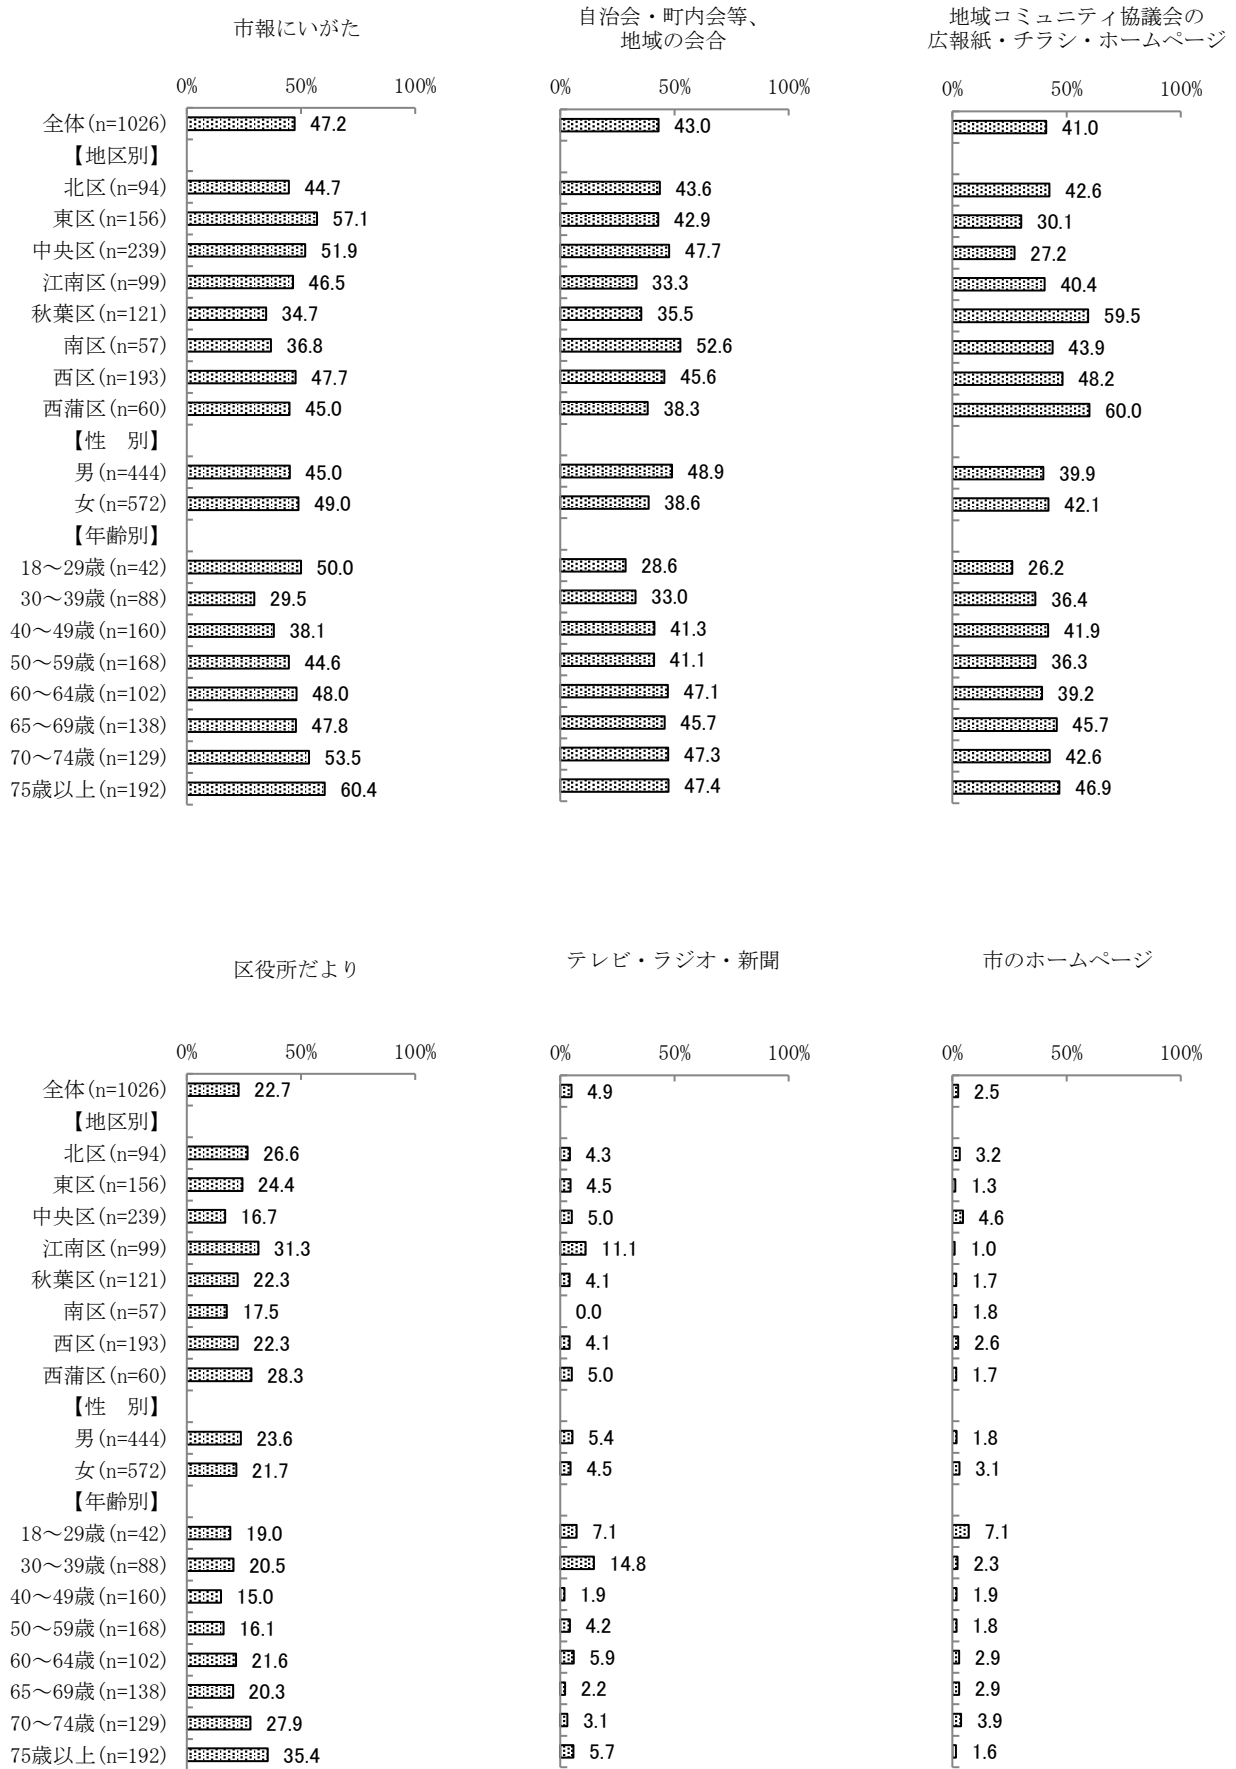 市報にいがた
0% 50% 100%
全体(n=1026) 47.2
【地区別】
北区(n=94) 44.7
東区(n=156) 57.1
中央区(n=239) 51.9
江南区(n=99) 46.5
秋葉区(n=121) 34.7
南区(n=57) 36.8
西区(n=193) 47.7
西蒲区(n=60) 45.0
【性　別】
男(n=444) 45.0
女(n=572) 49.0
【年齢別】
18～29歳(n=42) 50.0
30～39歳(n=88) 29.5
40～49歳(n=160) 38.1
50～59歳(n=168) 44.6
60～64歳(n=102) 48.0
65～69歳(n=138) 47.8
70～74歳(n=129) 53.5
75歳以上(n=192) 60.4
自治会・町内会等、
地域の会合
0% 50% 100%
43.0
43.6
42.9
47.7
33.3
35.5
52.6
45.6
38.3
48.9
38.6
28.6
33.0
41.3
41.1
47.1
45.7
47.3
47.4
地域コミュニティ協議会の
広報紙・チラシ・ホームページ
0% 50% 100%
41.0
42.6
30.1
27.2
40.4
59.5
43.9
48.2
60.0
39.9
42.1
26.2
36.4
41.9
36.3
39.2
45.7
42.6
46.9
区役所だより
0% 50% 100%
全体(n=1026) 22.7
【地区別】
北区(n=94) 26.6
東区(n=156) 24.4
中央区(n=239) 16.7
江南区(n=99) 31.3
秋葉区(n=121) 22.3
南区(n=57) 17.5
西区(n=193) 22.3
西蒲区(n=60) 28.3
【性　別】
男(n=444) 23.6
女(n=572) 21.7
【年齢別】
18～29歳(n=42) 19.0
30～39歳(n=88) 20.5
40～49歳(n=160) 15.0
50～59歳(n=168) 16.1
60～64歳(n=102) 21.6
65～69歳(n=138) 20.3
70～74歳(n=129) 27.9
75歳以上(n=192) 35.4
テレビ・ラジオ・新聞
0% 50% 100%
4.9
4.3
4.5
5.0
11.1
4.1
0.0
4.1
5.0
5.4
4.5
7.1
14.8
1.9
4.2
5.9
2.2
3.1
5.7
市のホームページ
0% 50% 100%
2.5
3.2
1.3
4.6
1.0
1.7
1.8
2.6
1.7
1.8
3.1
7.1
2.3
1.9
1.8
2.9
2.9
3.9
1.6